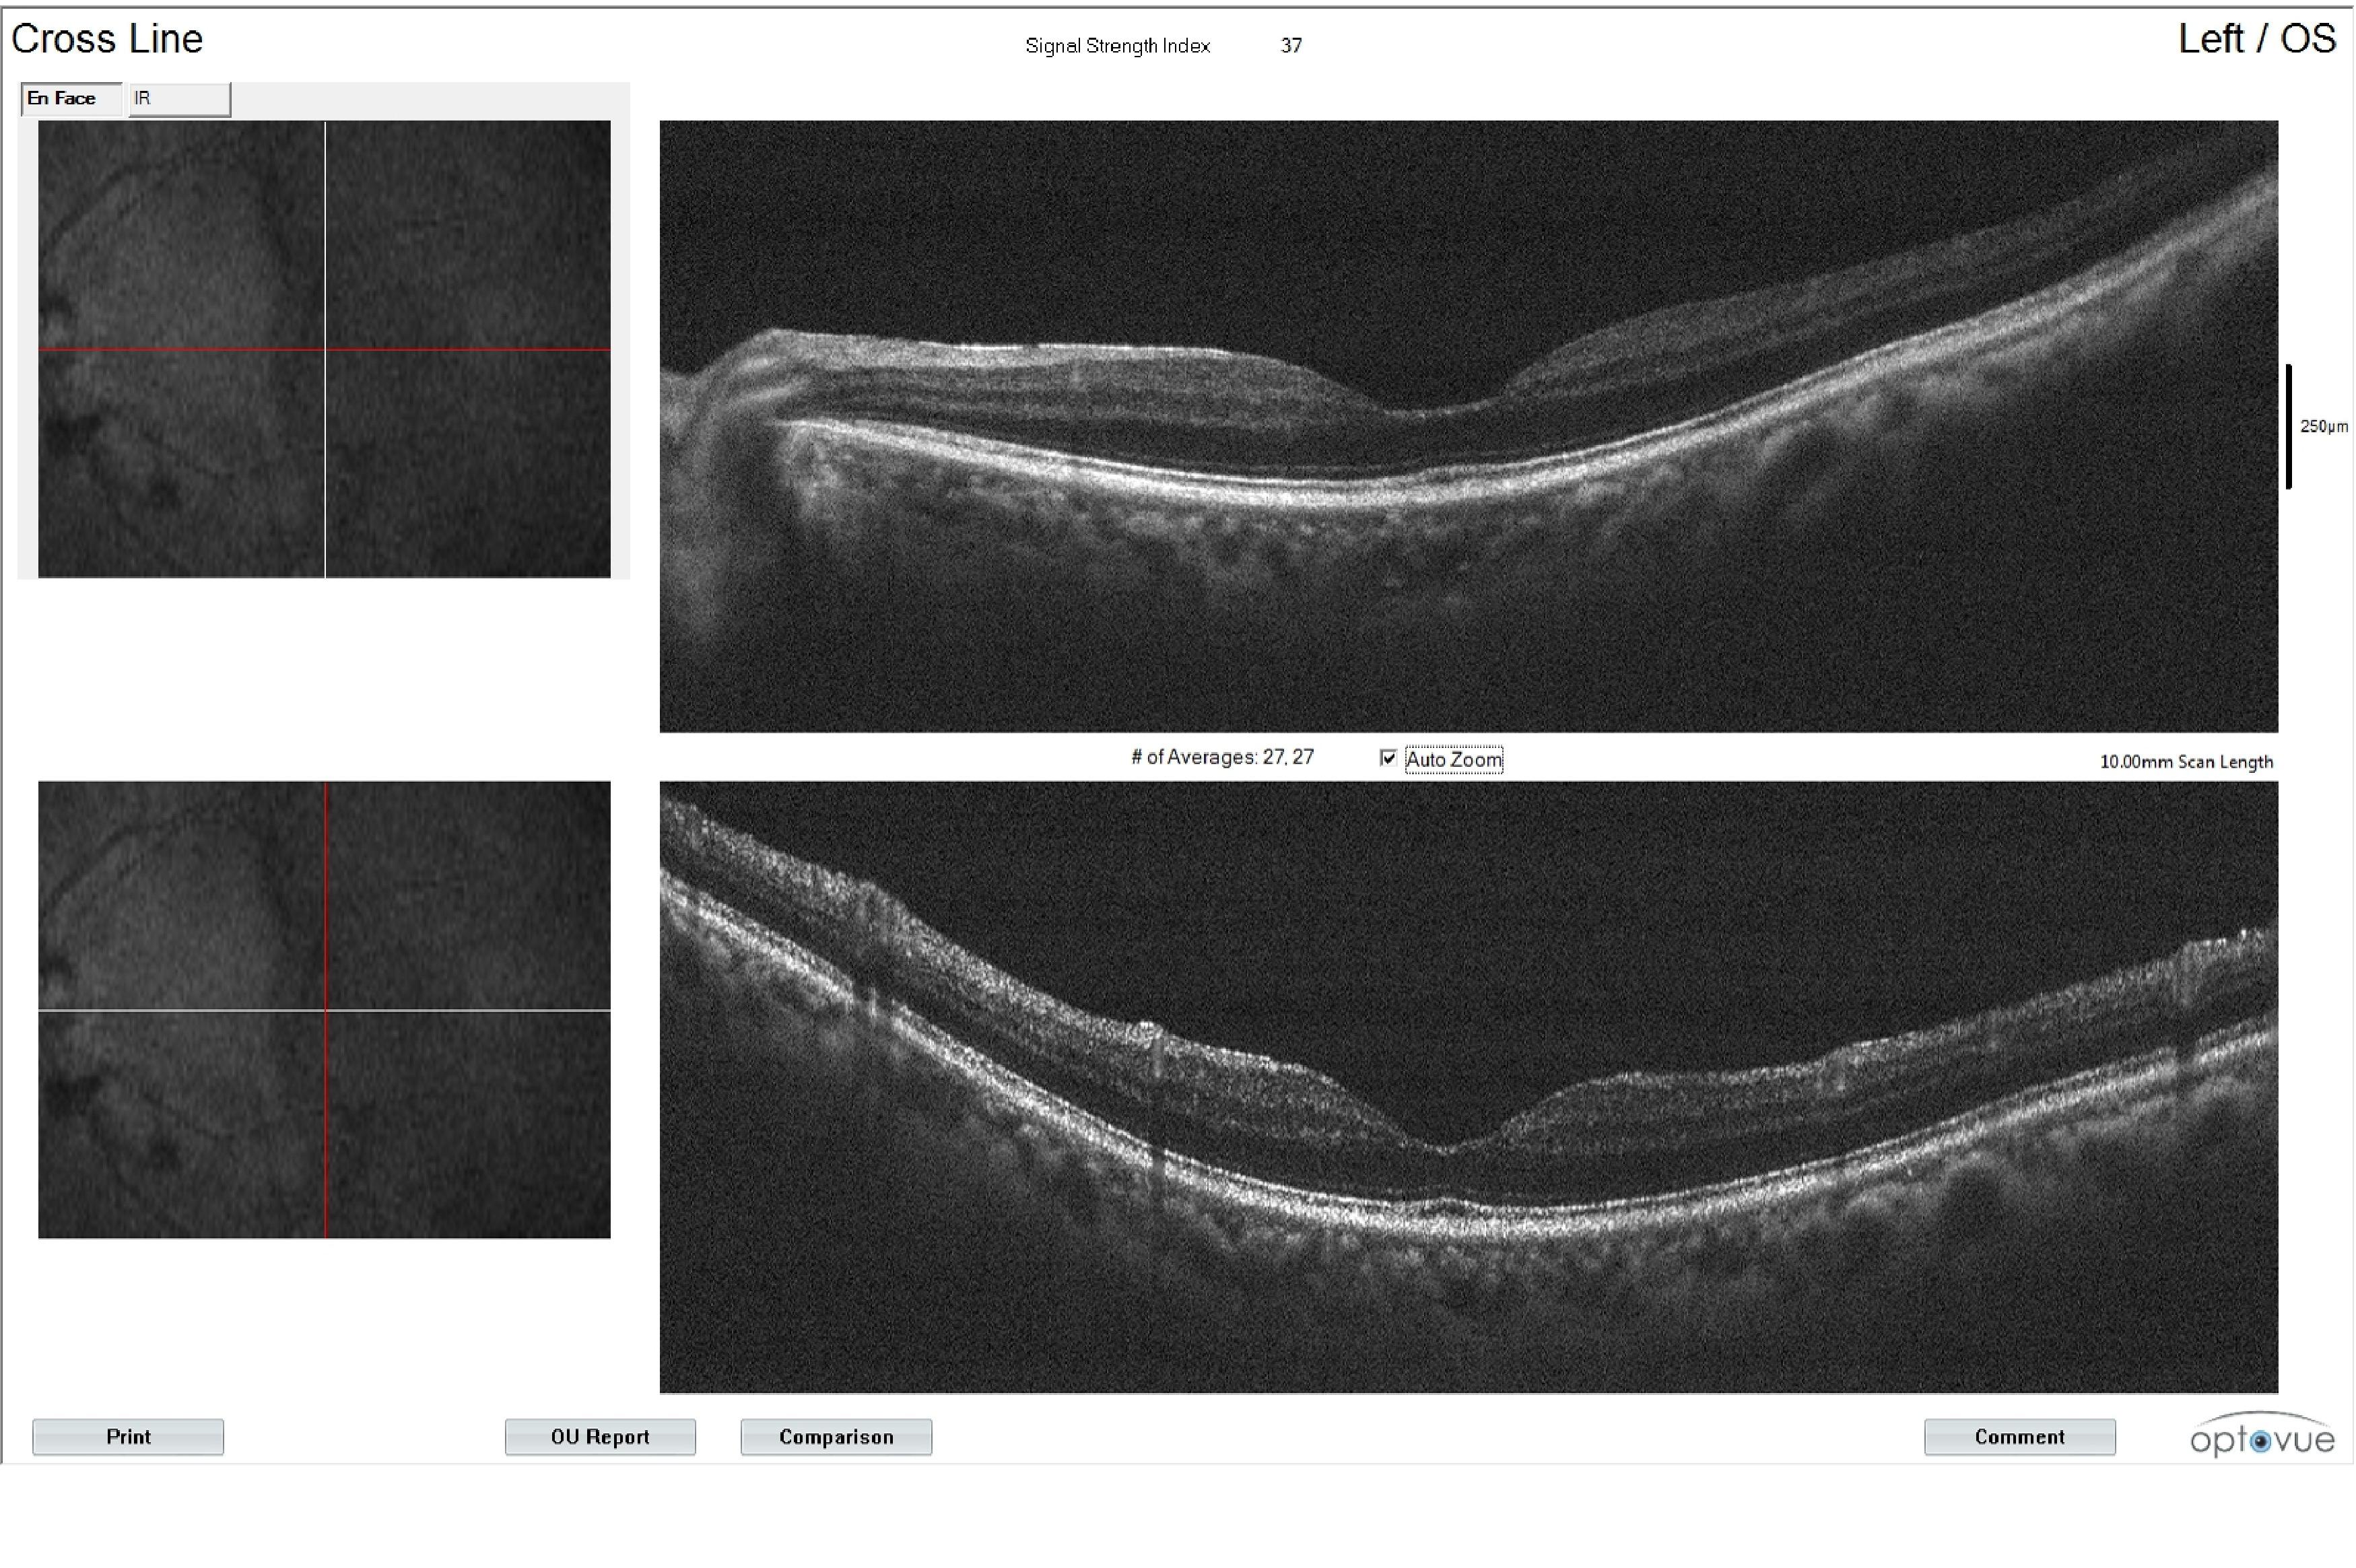 Cross Line
Signal Strength Index 37
Left / OS
En Face
IR
250µm
# of Averages: 27, 27
Auto Zoom
10.00mm Scan Length
Print
OU Report
Comparison
Comment
optovue